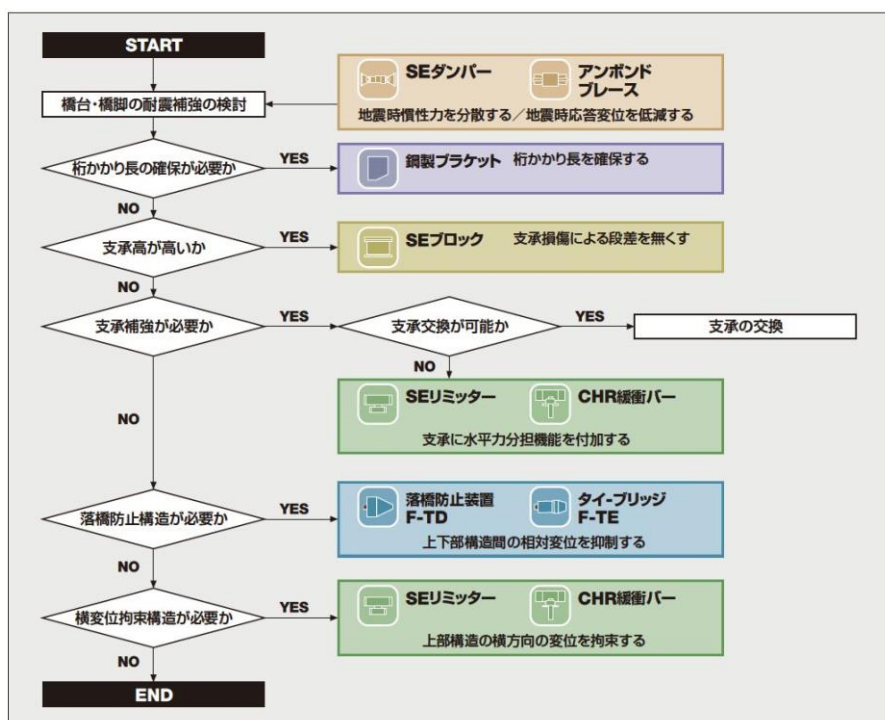 START
橋台・橋脚の耐震補強の検討
SEダンパー
アンボンド
ブレース
地震時慣性力を分散する／地震時応答変位を低減する
桁かかり長の確保が必要か
YES
鋼製ブラケット 桁かかり長を確保する
NO
支承高が高いか
YES
SEブロック 支承損傷による段差を無くす
NO
支承補強が必要か
YES
支承交換が可能か
YES
支承の交換
NO
SEリミッター
CHR緩衝バー
支承に水平力分担機能を付加する
NO
落橋防止構造が必要か
YES
落橋防止装置
F-TD
タイ-ブリッジ
F-TE
上下部構造間の相対変位を抑制する
NO
横変位拘束構造が必要か
YES
SEリミッター
CHR緩衝バー
上部構造の横方向の変位を拘束する
NO
END